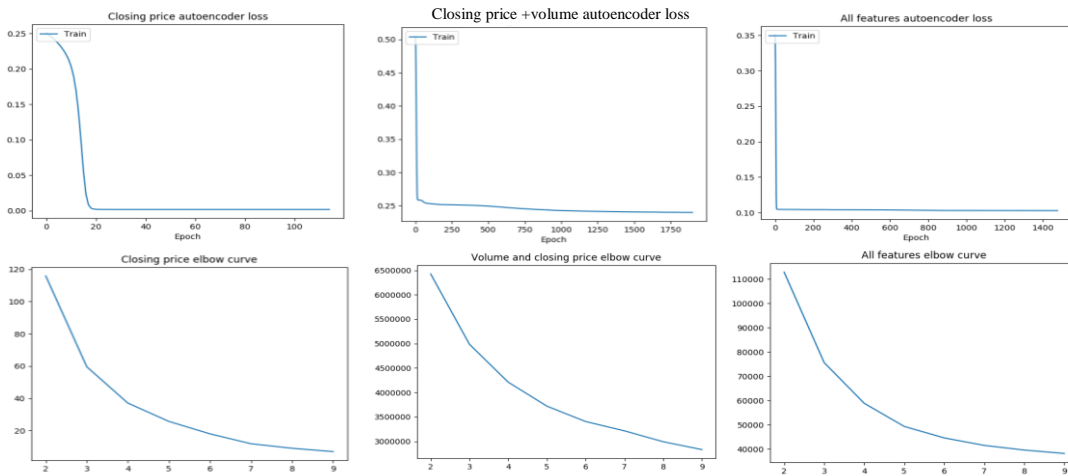 Closing price autoencoder loss
0.25
0.20
0.15
0.10
0.05
0.00
Train
0 20 40 60 80 100
Epoch
Closing price +volume autoencoder loss
0.50
0.45
0.40
0.35
0.30
0.25
Train
0 250 500 750 1000 1250 1500 1750
Epoch
All features autoencoder loss
0.35
0.30
0.25
0.20
0.15
0.10
Train
0 200 400 600 800 1000 1200 1400
Epoch
Closing price elbow curve
120
100
80
60
40
20
2 3 4 5 6 7 8 9
Volume and closing price elbow curve
6500000
6000000
5500000
5000000
4500000
4000000
3500000
3000000
2 3 4 5 6 7 8 9
All features elbow curve
110000
100000
90000
80000
70000
60000
50000
40000
2 3 4 5 6 7 8 9